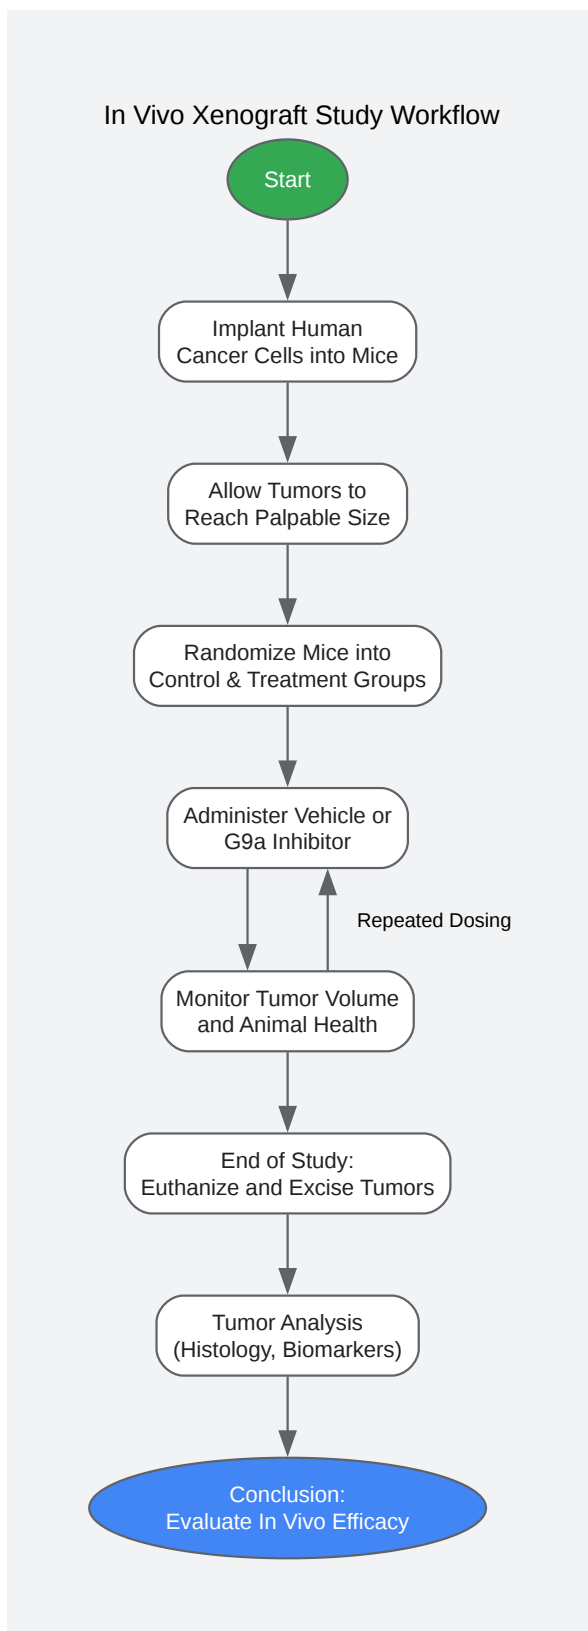 In Vivo Xenograft Study Workflow
Start
Implant Human
Cancer Cells into Mice
Allow Tumors to
Reach Palpable Size
Randomize Mice into
Control & Treatment Groups
Administer Vehicle or
G9a Inhibitor
Repeated Dosing
Monitor Tumor Volume
and Animal Health
End of Study:
Euthanize and Excise Tumors
Tumor Analysis
(Histology, Biomarkers)
Conclusion:
Evaluate In Vivo Efficacy